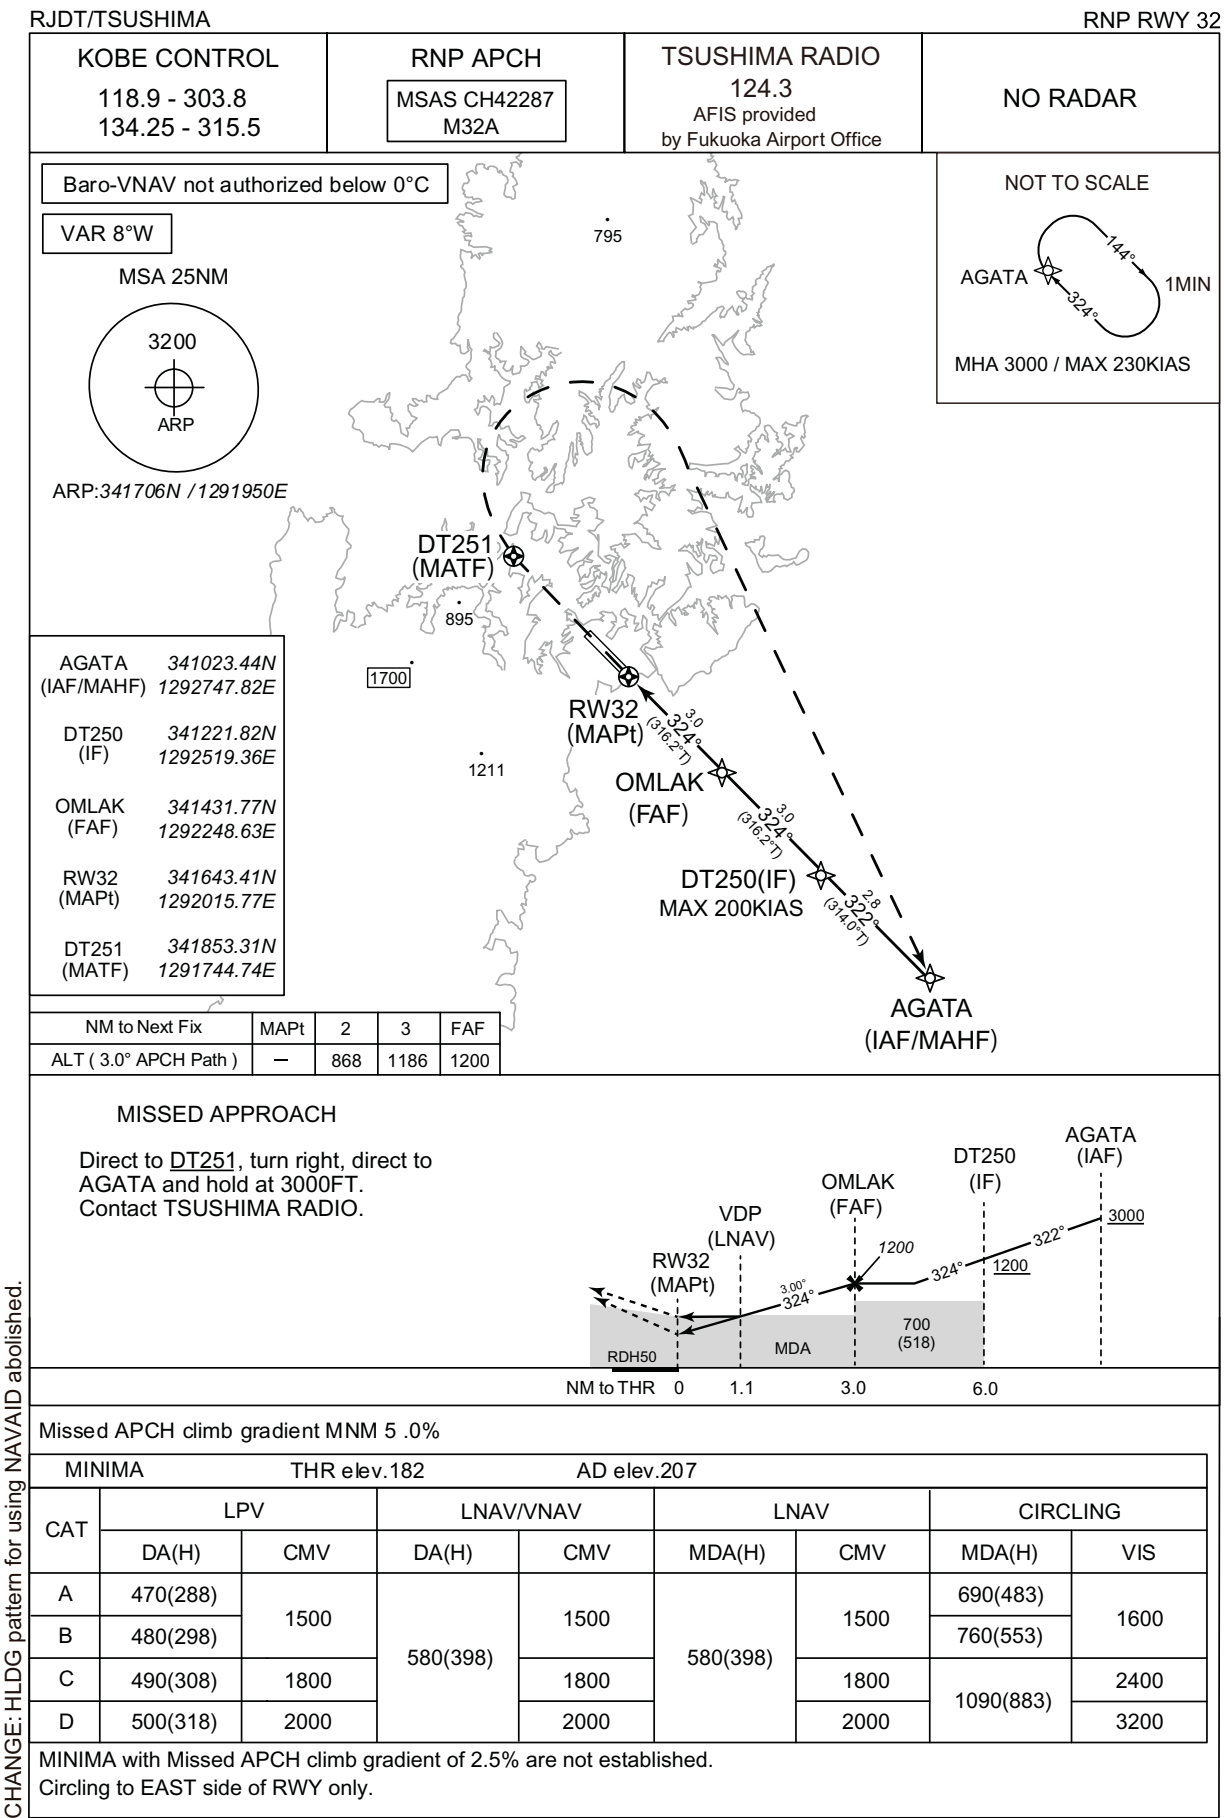 RJDT/TSUSHIMA
RNP RWY 32
KOBE CONTROL
118.9 - 303.8
134.25 - 315.5
RNP APCH
MSAS CH42287
M32A
TSUSHIMA RADIO
124.3
AFIS provided
by Fukuoka Airport Office
NO RADAR
Baro-VNAV not authorized below 0°C
VAR 8°W
MSA 25NM
3200
ARP
ARP:341706N /1291950E
795
NOT TO SCALE
AGATA
144°
324°
1MIN
MHA 3000 / MAX 230KIAS
DT251
(MATF)
895
1700
1211
RW32
(MAPt)
3.0
324°
(316.2°T)
OMLAK
(FAF)
3.0
324°
(316.2°T)
DT250(IF)
MAX 200KIAS
2.8
322°
(314.0°T)
AGATA
(IAF/MAHF)
AGATA 341023.44N
(IAF/MAHF) 1292747.82E
DT250 341221.82N
(IF) 1292519.36E
OMLAK 341431.77N
(FAF) 1292248.63E
RW32 341643.41N
(MAPt) 1292015.77E
DT251 341853.31N
(MATF) 1291744.74E
NM to Next Fix MAPt 2 3 FAF
ALT ( 3.0° APCH Path ) — 868 1186 1200
MISSED APPROACH
Direct to DT251, turn right, direct to
AGATA and hold at 3000FT.
Contact TSUSHIMA RADIO.
AGATA
(IAF)
DT250
(IF)
OMLAK
(FAF)
VDP
(LNAV)
RW32
(MAPt)
3000
322°
1200
324°
1200
3.00°
324°
700
(518)
MDA
RDH50
NM to THR 0 1.1 3.0 6.0
Missed APCH climb gradient MNM 5 .0%
MINIMA THR elev.182 AD elev.207
CAT LPV LNAV/VNAV LNAV CIRCLING
DA(H) CMV DA(H) CMV MDA(H) CMV MDA(H) VIS
A 470(288) 1500 580(398) 1500 580(398) 1500 690(483) 1600
B 480(298) 760(553)
C 490(308) 1800 1800 1800 1090(883) 2400
D 500(318) 2000 2000 2000 3200
MINIMA with Missed APCH climb gradient of 2.5% are not established.
Circling to EAST side of RWY only.
CHANGE: HLDG pattern for using NAVAID abolished.